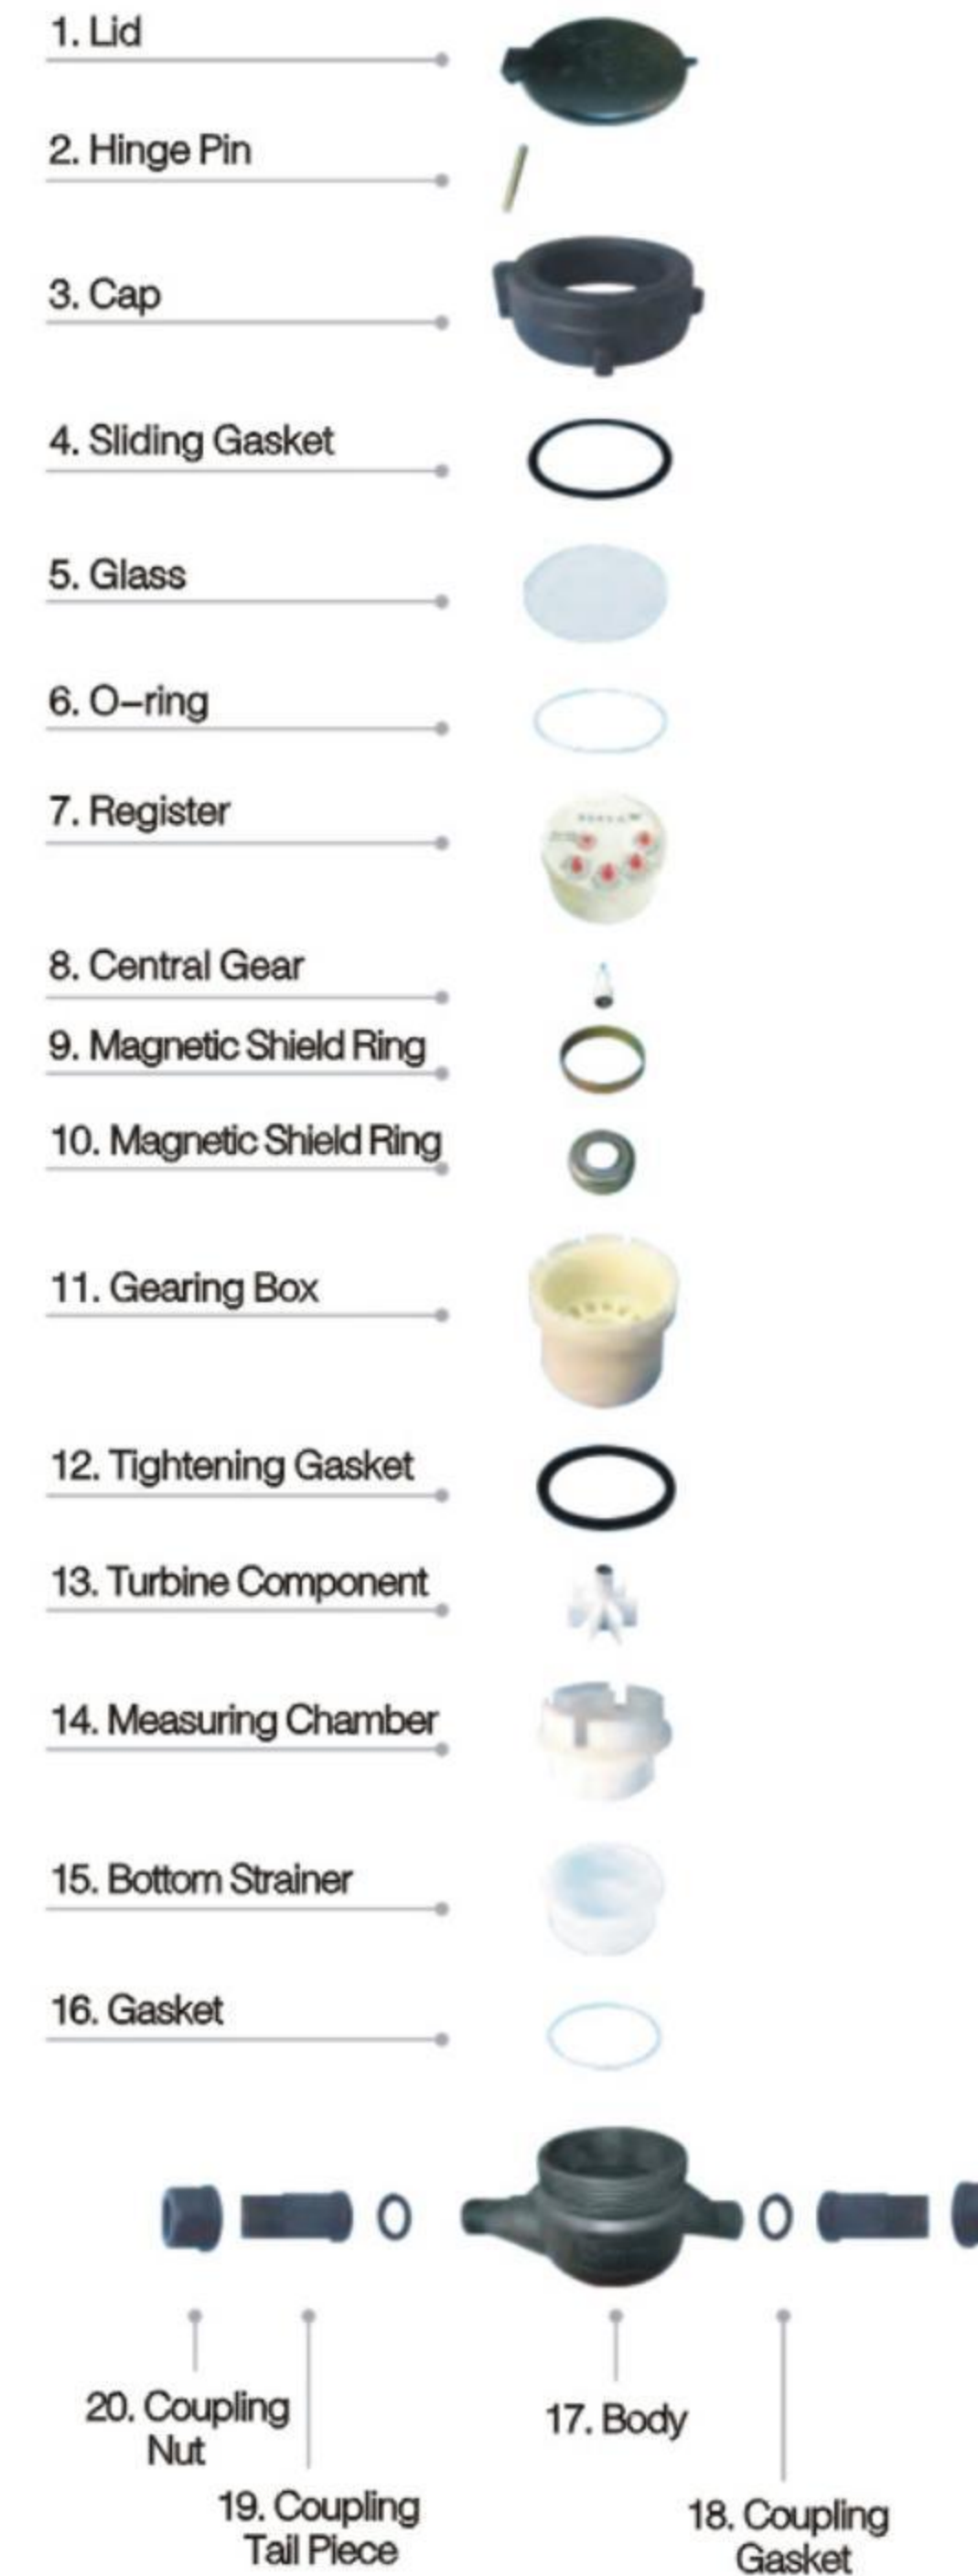 1. Lid
2. Hinge Pin
3. Cap
4. Sliding Gasket
5. Glass
6. O–ring
7. Register
8. Central Gear
9. Magnetic Shield Ring
10. Magnetic Shield Ring
11. Gearing Box
12. Tightening Gasket
13. Turbine Component
14. Measuring Chamber
15. Bottom Strainer
16. Gasket
20. Coupling
Nut
17. Body
19. Coupling
Tail Piece
18. Coupling
Gasket